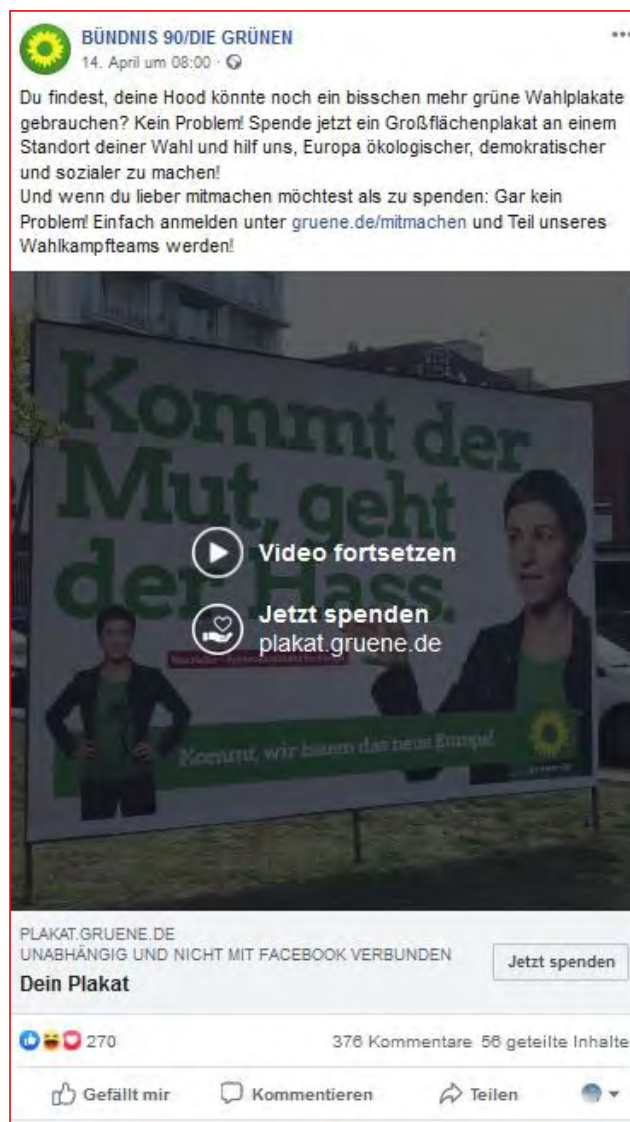 BÜNDNIS 90/DIE GRÜNEN
14. April um 08:00
Du findest, deine Hood könnte noch ein bisschen mehr grüne Wahlplakate
gebrauchen? Kein Problem! Spende jetzt ein Großflächenplakat an einem
Standort deiner Wahl und hilf uns, Europa ökologischer, demokratischer
und sozialer zu machen!
Und wenn du lieber mitmachen möchtest als zu spenden: Gar kein
Problem! Einfach anmelden unter gruene.de/mitmachen und Teil unseres
Wahlkampfteams werden!
Kommt der
Mut, geht
der Hass.
Video fortsetzen
Jetzt spenden
plakat.gruene.de
Kommt, wir bauen das neue Europa!
PLAKAT.GRUENE.DE
UNABHÄNGIG UND NICHT MIT FACEBOOK VERBUNDEN
Jetzt spenden
Dein Plakat
270
376 Kommentare 56 geteilte Inhalte
Gefällt mir
Kommentieren
Teilen